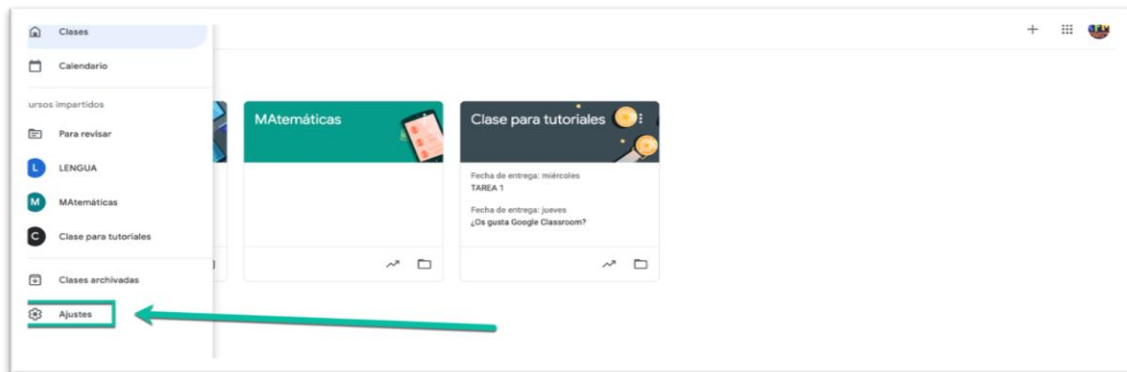 Clases
Calendario
ursos impartidos
Para revisar
L LENGUA
M MAtemáticas
C Clase para tutoriales
Clases archivadas
Ajustes
MAtemáticas
Clase para tutoriales
Fecha de entrega: miércoles
TAREA 1
Fecha de entrega: jueves
¿Os gusta Google Classroom?